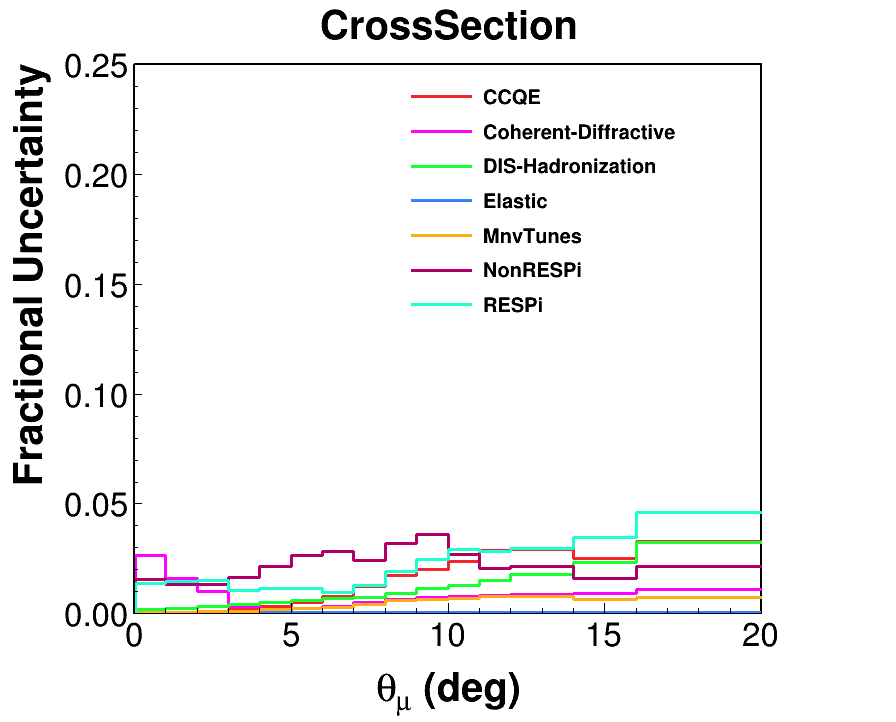 CrossSection
Fractional Uncertainty
0.25
0.20
0.15
0.10
0.05
0.00
CCQE
Coherent-Diffractive
DIS-Hadronization
Elastic
MnvTunes
NonRESPi
RESPi
0 5 10 15 20
θμ (deg)